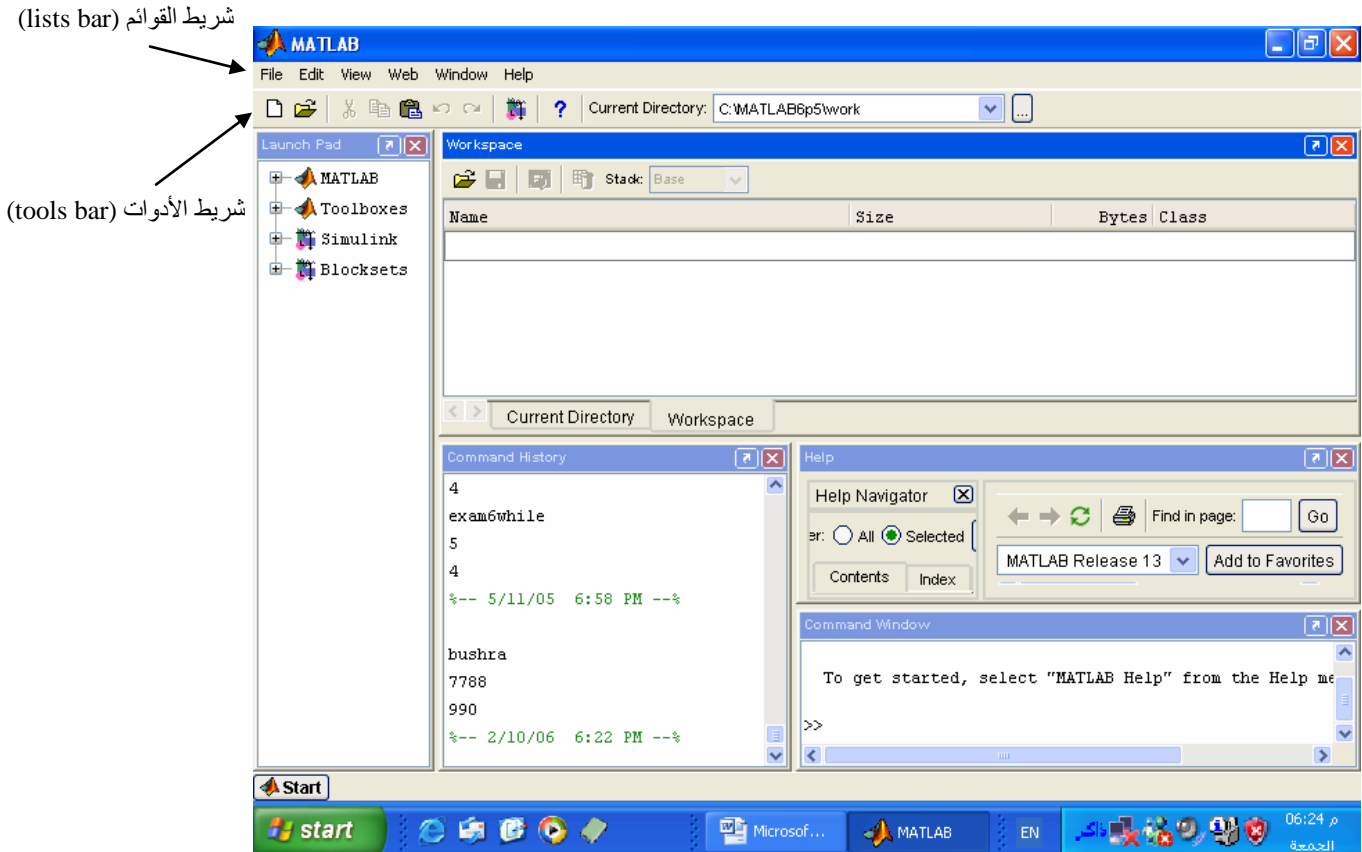 شريط القوائم (lists bar)
MATLAB
File Edit View Web Window Help
? Current Directory: C:\MATLAB6p5\work ...
شريط الأدوات (tools bar)
Launch Pad
MATLAB
Toolboxes
Simulink
Blocksets
Workspace
Stack: Base
Name Size Bytes Class
Current Directory Workspace
Command History
4
exam6while
5
4
%-- 5/11/05 6:58 PM --%
bushra
7788
990
%-- 2/10/06 6:22 PM --%
Help
Help Navigator
er: All Selected
Contents Index
Find in page: Go
MATLAB Release 13 Add to Favorites
Command Window
To get started, select "MATLAB Help" from the Help me
>>
Start
start Microsof... MATLAB EN 06:24 م
الجمعة